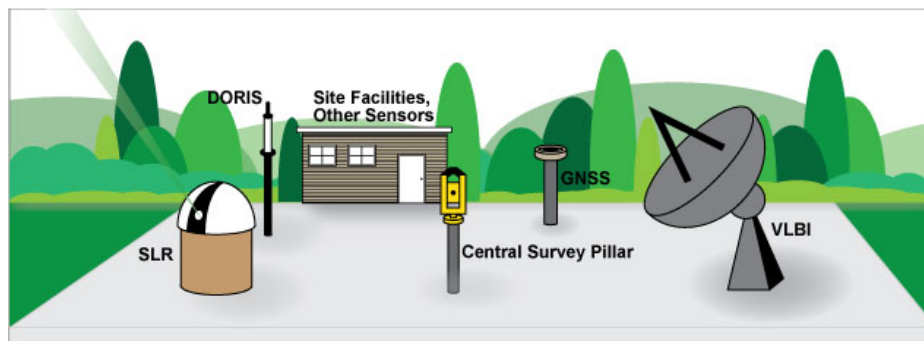 DORIS
Site Facilities,
Other Sensors
GNSS
SLR
Central Survey Pillar
VLBI